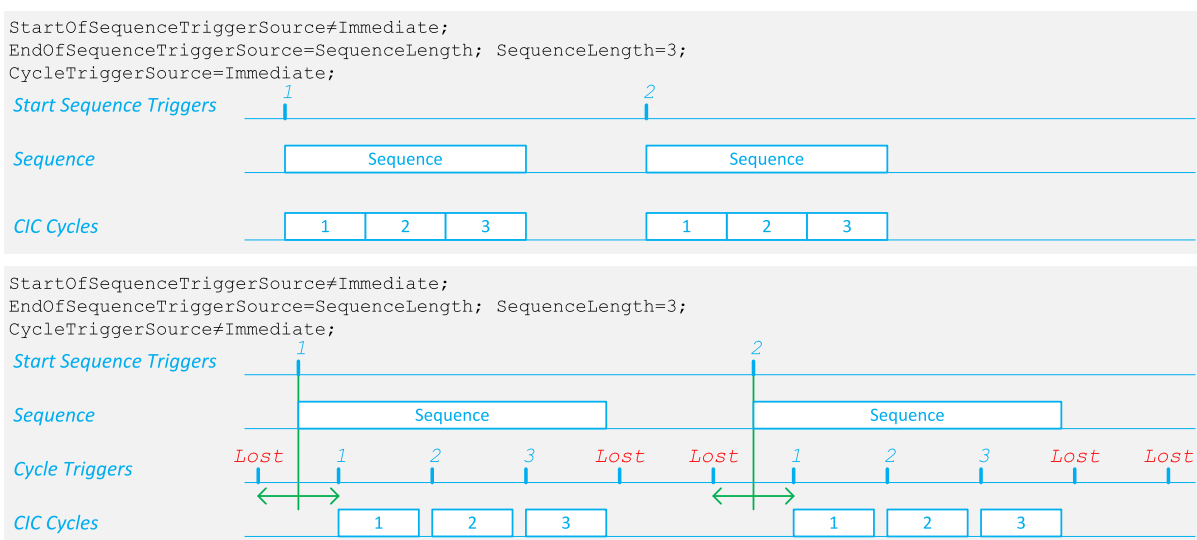 StartOfSequenceTriggerSource≠Immediate;
EndOfSequenceTriggerSource=SequenceLength; SequenceLength=3;
CycleTriggerSource=Immediate;
1 2
Start Sequence Triggers
Sequence Sequence Sequence
CIC Cycles 1 2 3 1 2 3
StartOfSequenceTriggerSource≠Immediate;
EndOfSequenceTriggerSource=SequenceLength; SequenceLength=3;
CycleTriggerSource≠Immediate;
1 2
Start Sequence Triggers
Sequence Sequence Sequence
Lost 1 2 3 Lost Lost 1 2 3 Lost Lost
Cycle Triggers
CIC Cycles 1 2 3 1 2 3